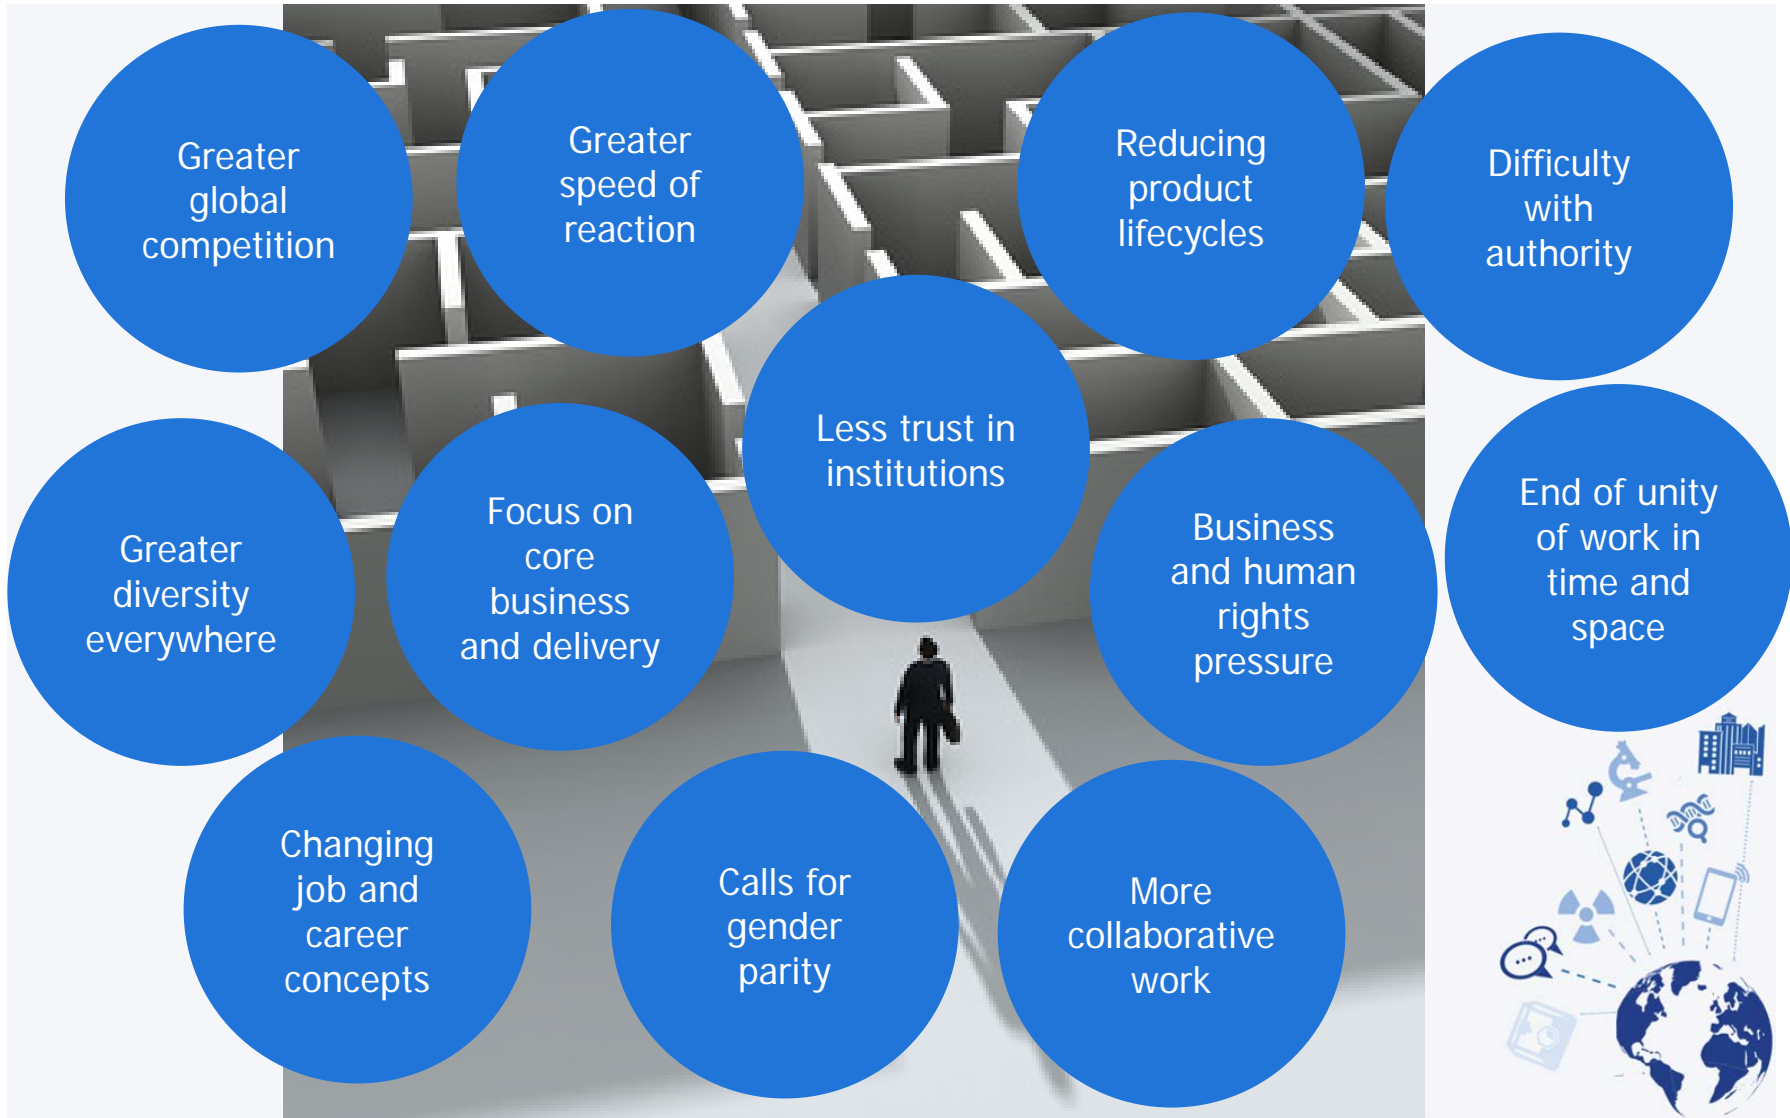 Greater
global
competition
Greater
speed of
reaction
Reducing
product
lifecycles
Difficulty
with
authority
Less trust in
institutions
Greater
diversity
everywhere
Focus on
core
business
and delivery
Business
and human
rights
pressure
End of unity
of work in
time and
space
Changing
job and
career
concepts
Calls for
gender
parity
More
collaborative
work